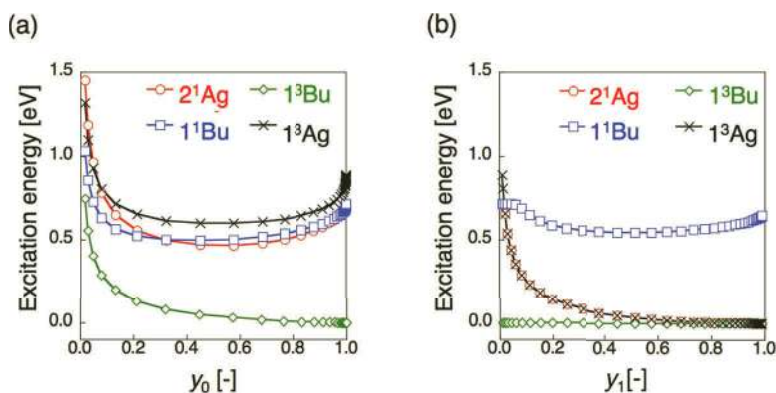 (a)
1.5
1.0
0.5
0.0
Excitation energy [eV]
2¹Ag
1³Bu
1¹Bu
1³Ag
0.0 0.2 0.4 0.6 0.8 1.0
y₀ [-]
(b)
1.5
1.0
0.5
0.0
Excitation energy [eV]
2¹Ag
1³Bu
1¹Bu
1³Ag
0.0 0.2 0.4 0.6 0.8 1.0
y₁[-]